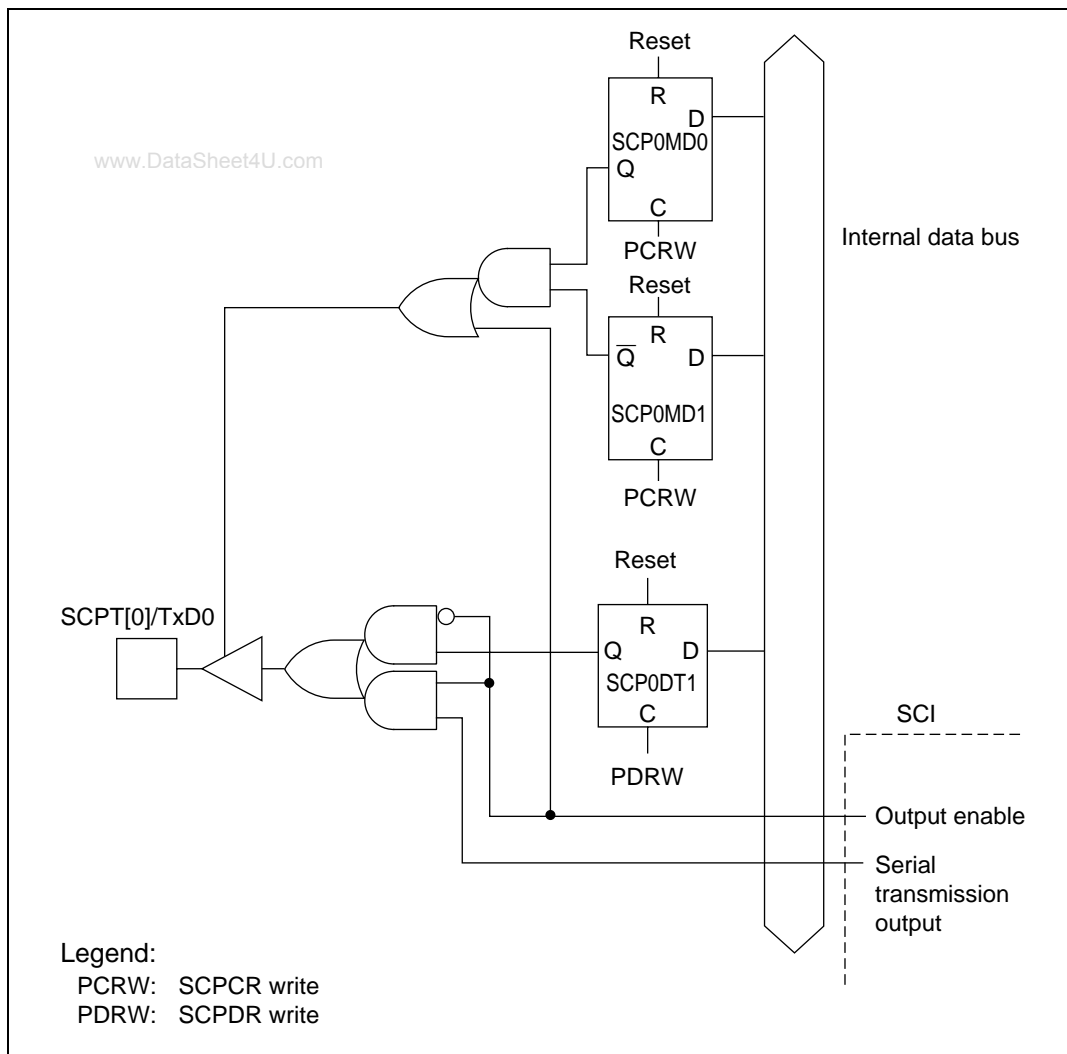 Reset
R
D
SCP0MD0
Q
C
PCRW
www.DataSheet4U.com
Internal data bus
Reset
R
Q̅
D
SCP0MD1
C
PCRW
Reset
R
Q
D
SCP0DT1
C
PDRW
SCPT[0]/TxD0
SCI
Output enable
Serial
transmission
output
Legend:
PCRW: SCPCR write
PDRW: SCPDR write